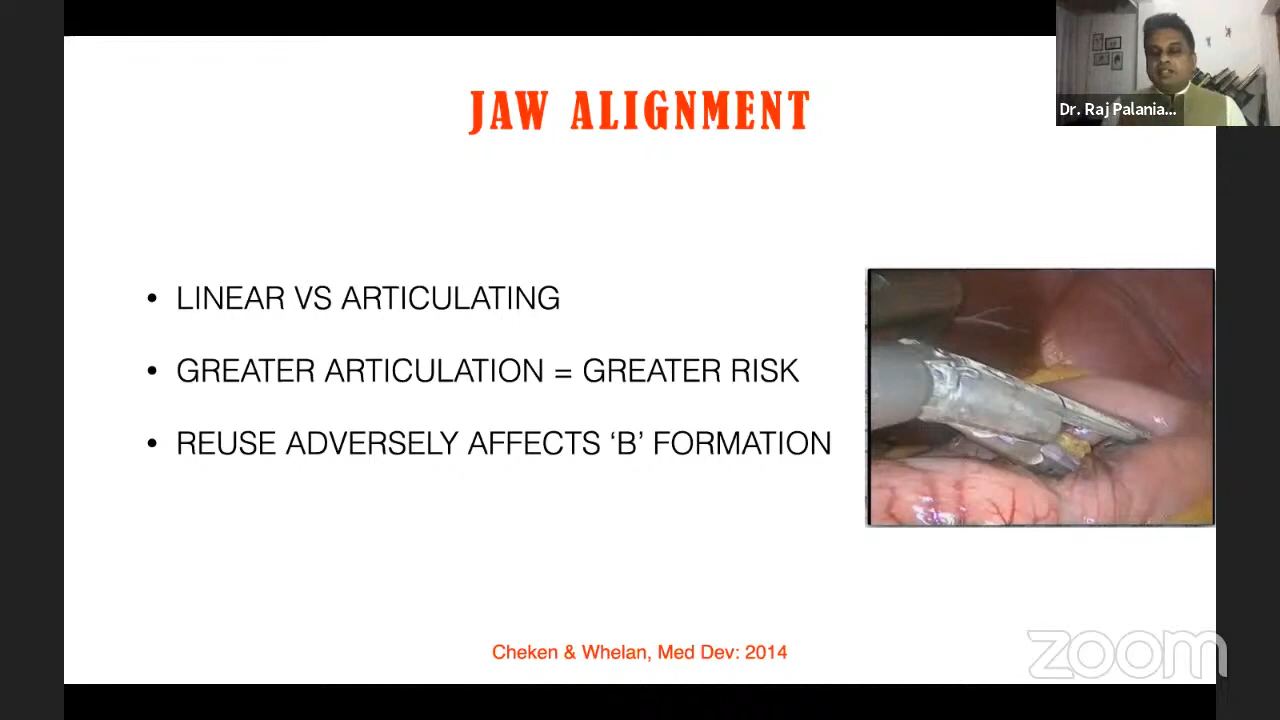 JAW ALIGNMENT
Dr. Raj Palania...
• LINEAR VS ARTICULATING
• GREATER ARTICULATION = GREATER RISK
• REUSE ADVERSELY AFFECTS ‘B’ FORMATION
Cheken & Whelan, Med Dev: 2014
zoom